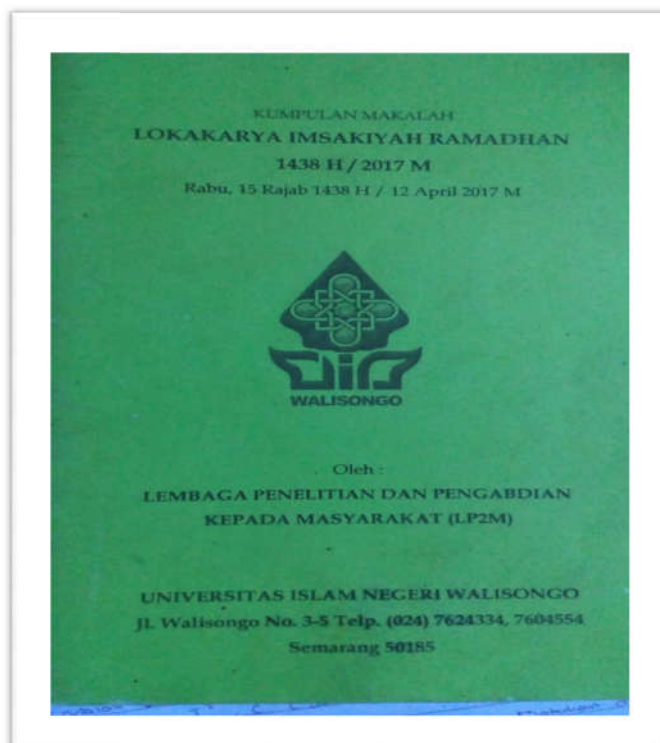 KUMPULAN MAKALAH
LOKAKARYA IMSAKIYAH RAMADHAN
1438 H / 2017 M
Rabu, 15 Rajab 1438 H / 12 April 2017 M
WALISONGO
Oleh :
LEMBAGA PENELITIAN DAN PENGABDIAN
KEPADA MASYARAKAT (LP2M)
UNIVERSITAS ISLAM NEGERI WALISONGO
Jl. Walisongo No. 3-5 Telp. (024) 7624334, 7604554
Semarang 50185